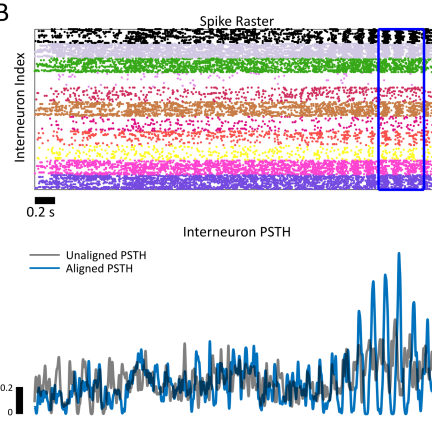 B
Spike Raster
Interneuron Index
0.2 s
Interneuron PSTH
Unaligned PSTH
Aligned PSTH
0.2
0